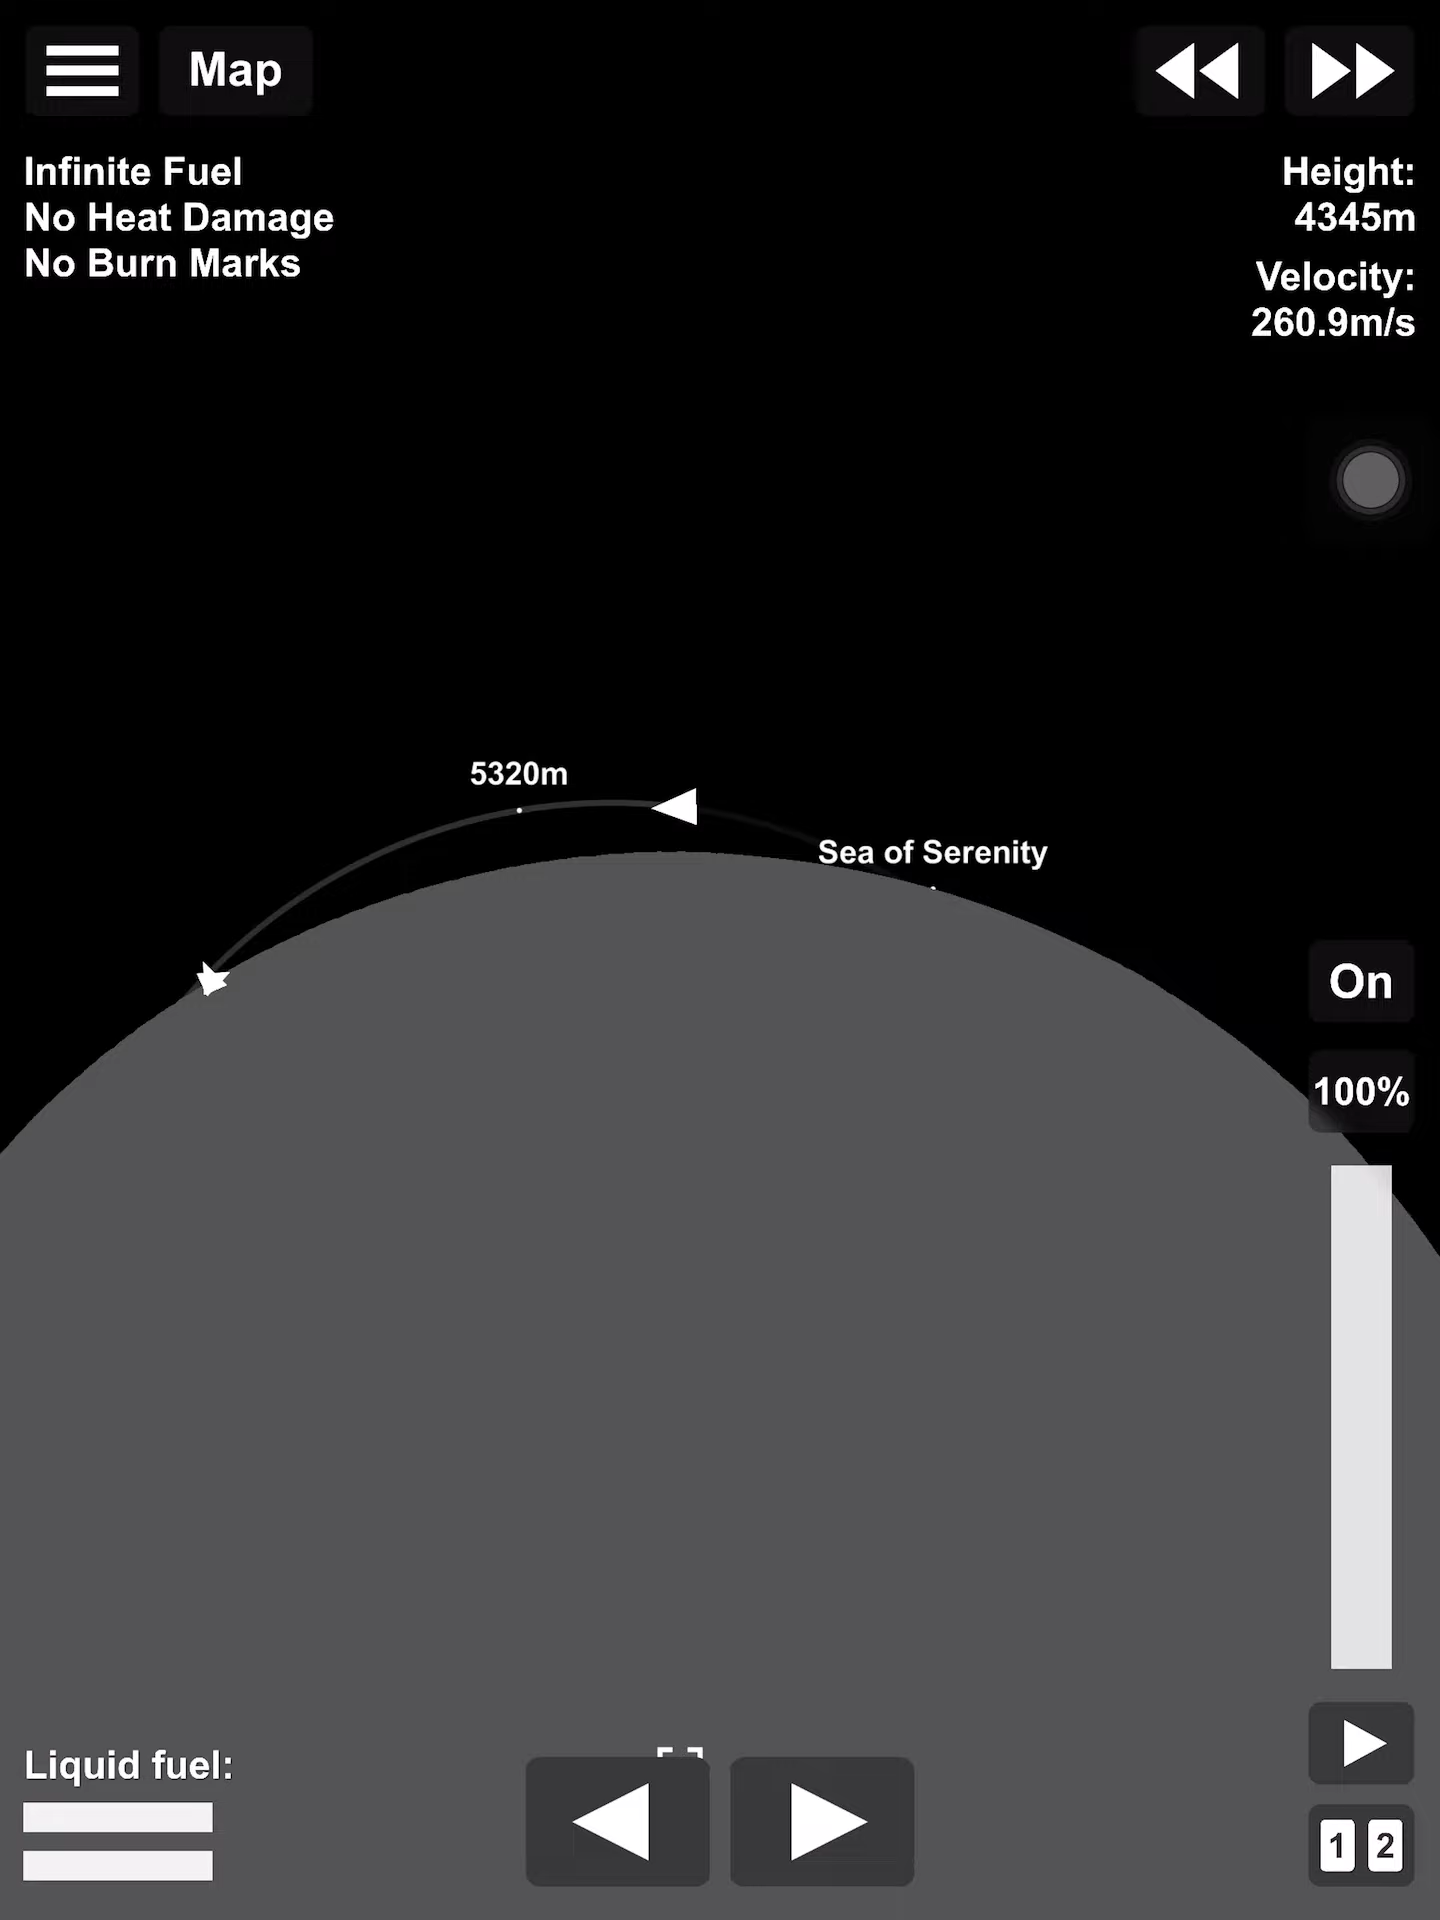 Map
Infinite Fuel
No Heat Damage
No Burn Marks
Height:
4345m
Velocity:
260.9m/s
5320m
Sea of Serenity
On
100%
Liquid fuel:
1 2